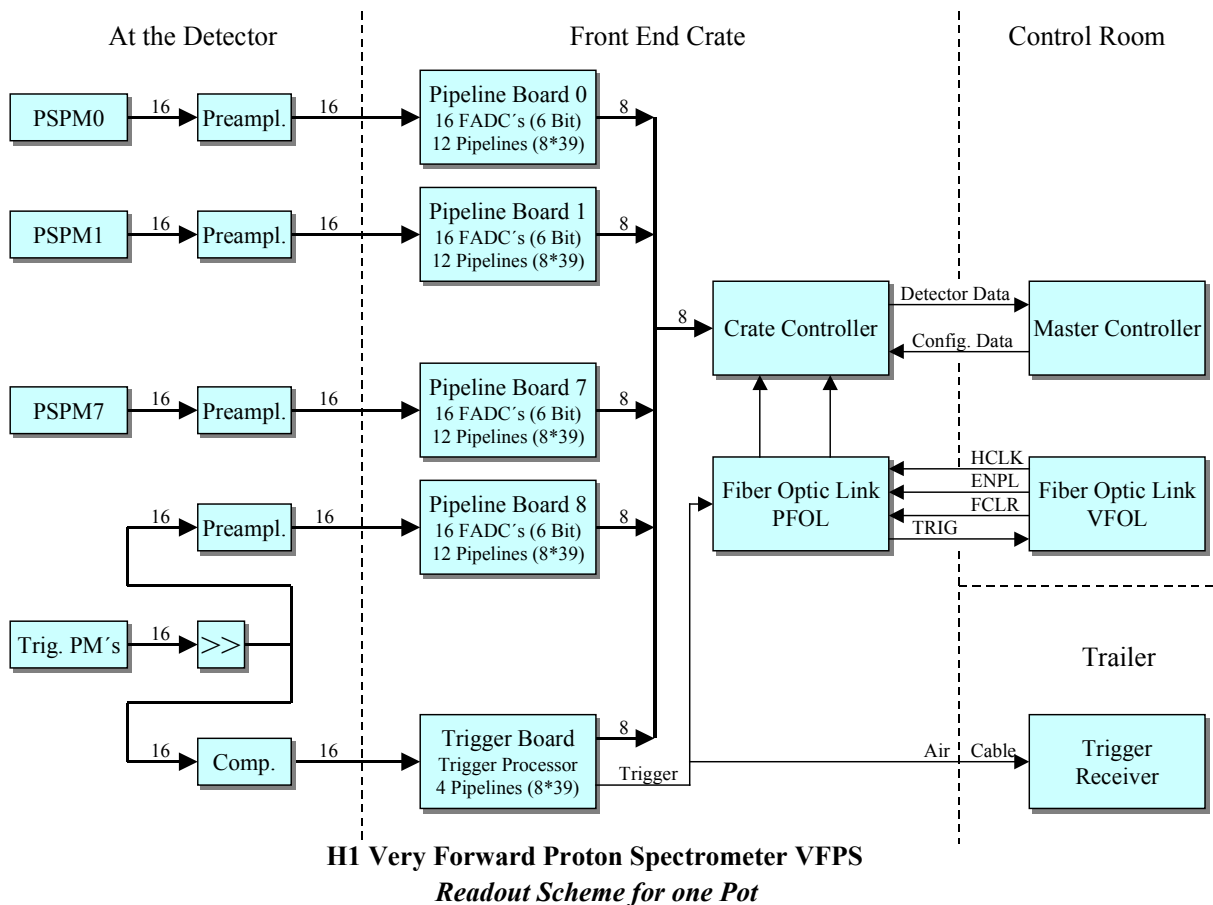 At the Detector
Front End Crate
Control Room
PSPM0
16
Preampl.
16
Pipeline Board 0
16 FADC´s (6 Bit)
12 Pipelines (8*39)
8
PSPM1
16
Preampl.
16
Pipeline Board 1
16 FADC´s (6 Bit)
12 Pipelines (8*39)
8
8
Crate Controller
Detector Data
Config. Data
Master Controller
PSPM7
16
Preampl.
16
Pipeline Board 7
16 FADC´s (6 Bit)
12 Pipelines (8*39)
8
16
Preampl.
16
Pipeline Board 8
16 FADC´s (6 Bit)
12 Pipelines (8*39)
8
Fiber Optic Link
PFOL
HCLK
ENPL
FCLR
TRIG
Fiber Optic Link
VFOL
Trig. PM´s
16
>>
Trailer
16
Comp.
16
Trigger Board
Trigger Processor
4 Pipelines (8*39)
8
Trigger
Air Cable
Trigger
Receiver
H1 Very Forward Proton Spectrometer VFPS
Readout Scheme for one Pot